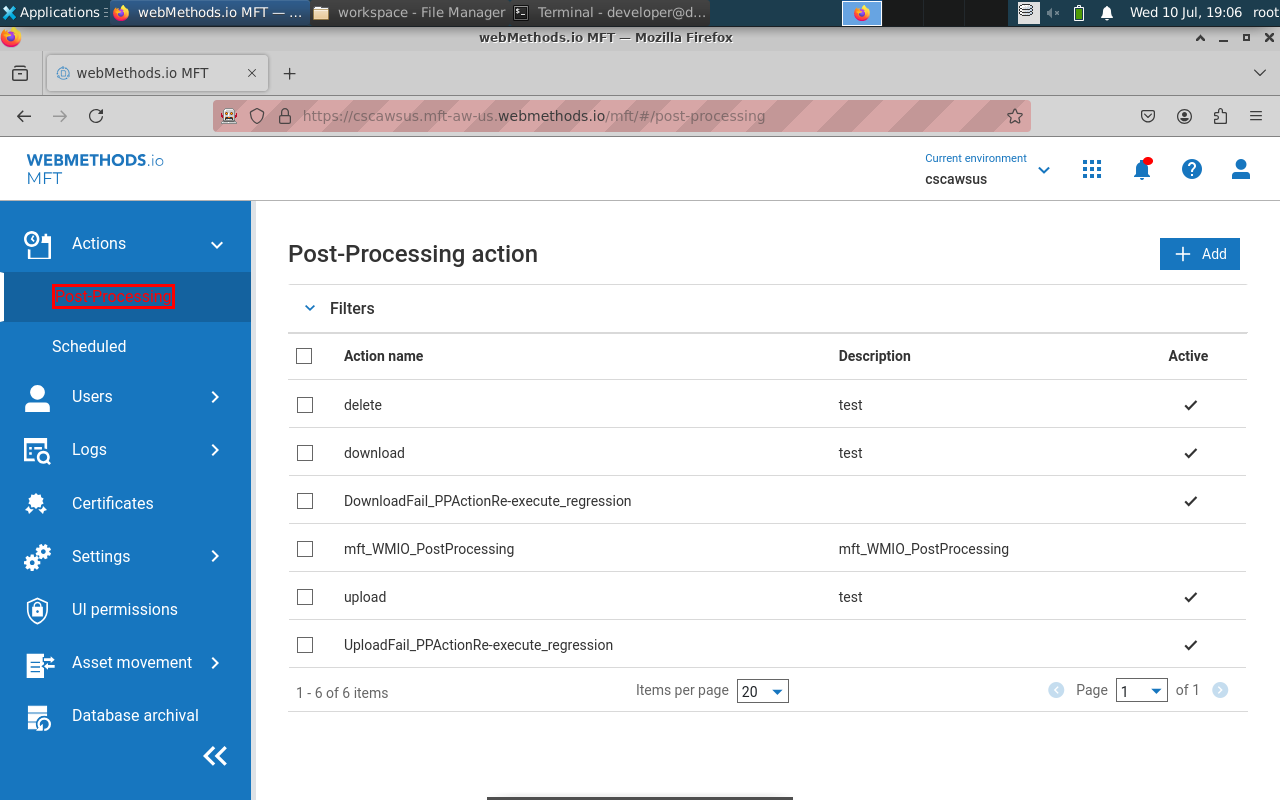 Applications
webMethods.io MFT — ...
workspace - File Manager
Terminal - developer@d...
Wed 10 Jul, 19:06
root
webMethods.io MFT — Mozilla Firefox
webMethods.io MFT
https://cscawsus.mft-aw-us.webmethods.io/mft/#/post-processing
WEBMETHODS.io
MFT
Current environment
cscawsus
Actions
Post-Processing
Scheduled
Users
Logs
Certificates
Settings
UI permissions
Asset movement
Database archival
Post-Processing action
Add
Filters
Action name Description Active
delete test
download test
DownloadFail_PPActionRe-execute_regression
mft_WMIO_PostProcessing mft_WMIO_PostProcessing
upload test
UploadFail_PPActionRe-execute_regression
1 - 6 of 6 items Items per page 20 Page 1 of 1